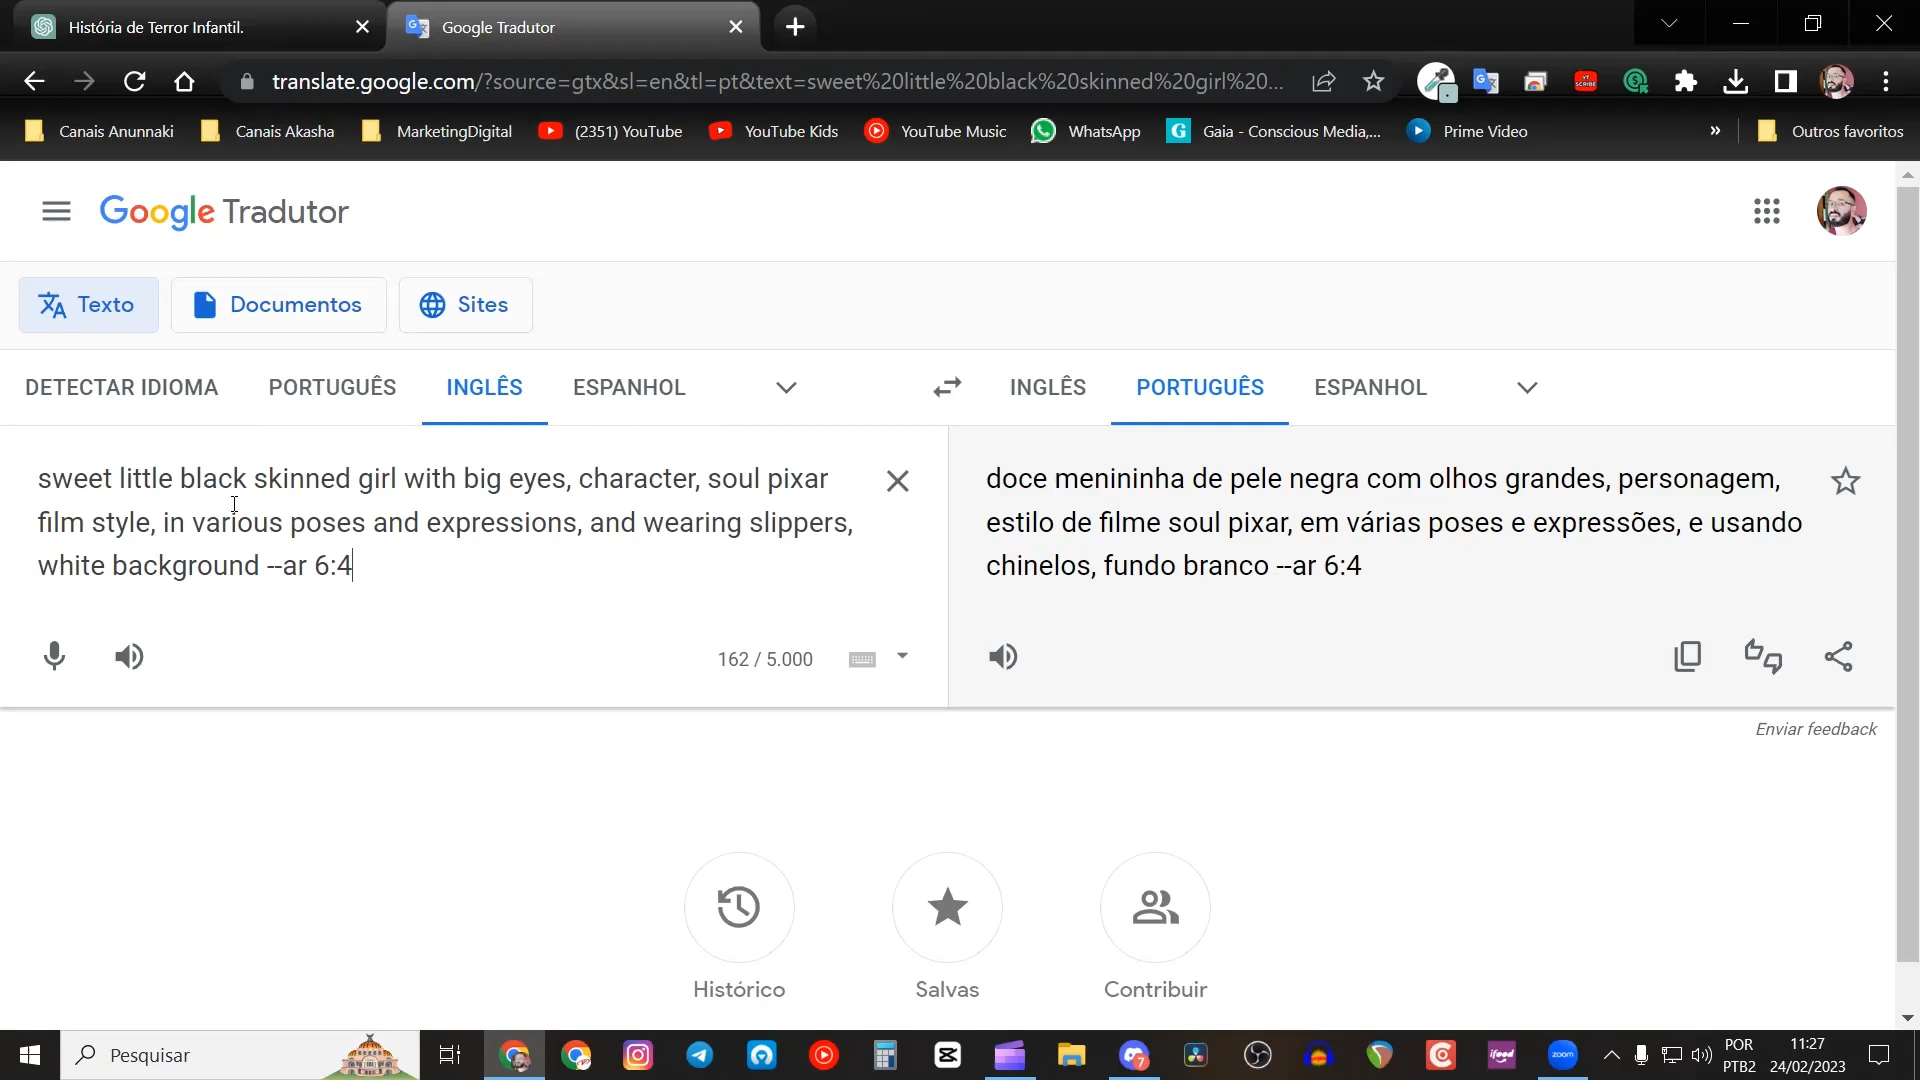 História de Terror Infantil.
Google Tradutor
translate.google.com/?source=gtx&sl=en&tl=pt&text=sweet%20little%20black%20skinned%20girl%20...
Canais Anunnaki
Canais Akasha
MarketingDigital
(2351) YouTube
YouTube Kids
YouTube Music
WhatsApp
Gaia - Conscious Media,...
Prime Video
»
Outros favoritos
Google Tradutor
Texto
Documentos
Sites
DETECTAR IDIOMA
PORTUGUÊS
INGLÊS
ESPANHOL
INGLÊS
PORTUGUÊS
ESPANHOL
sweet little black skinned girl with big eyes, character, soul pixar
film style, in various poses and expressions, and wearing slippers,
white background --ar 6:4
doce menininha de pele negra com olhos grandes, personagem,
estilo de filme soul pixar, em várias poses e expressões, e usando
chinelos, fundo branco --ar 6:4
162 / 5.000
Enviar feedback
Histórico
Salvas
Contribuir
Pesquisar
7
ifood
zoom
POR
PTB2
11:27
24/02/2023